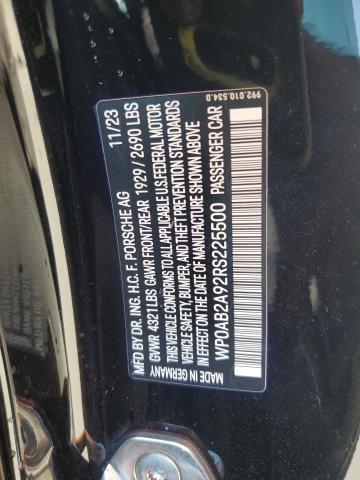 992.010.534.D
MFD BY DR. ING. H.C. F. PORSCHE AG 11/23
GVWR 4321 LBS GAWR FRONT/REAR 1929 / 2690 LBS
THIS VEHICLE CONFORMS TO ALL APPLICABLE U.S.FEDERAL MOTOR
VEHICLE SAFETY, BUMPER, AND THEFT PREVENTION STANDARDS
IN EFFECT ON THE DATE OF MANUFACTURE SHOWN ABOVE
WP0AB2A92RS225500 PASSENGER CAR
MADE IN GERMANY